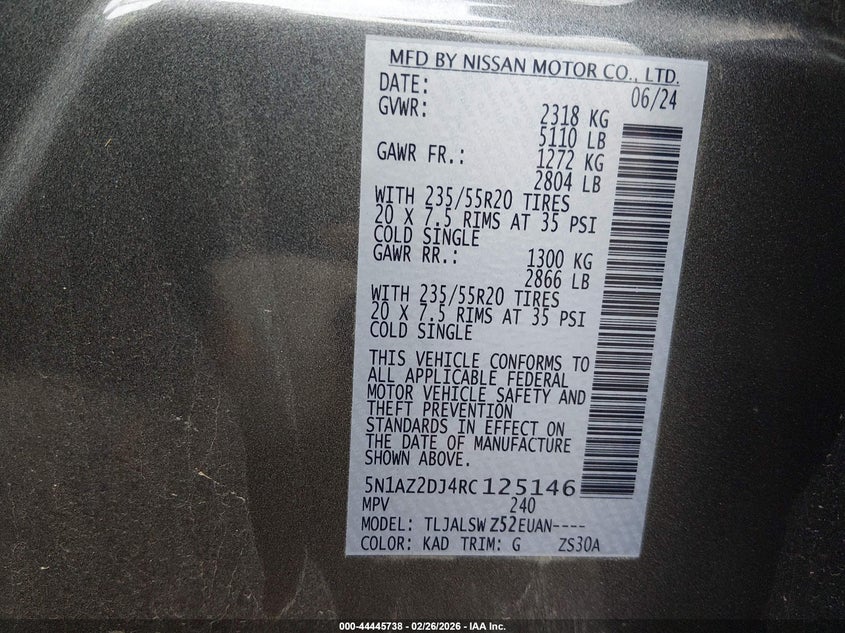 MFD BY NISSAN MOTOR CO., LTD.
DATE: 06/24
GVWR: 2318 KG
5110 LB
GAWR FR.: 1272 KG
2804 LB
WITH 235/55R20 TIRES
20 X 7.5 RIMS AT 35 PSI
COLD SINGLE
GAWR RR.: 1300 KG
2866 LB
WITH 235/55R20 TIRES
20 X 7.5 RIMS AT 35 PSI
COLD SINGLE
THIS VEHICLE CONFORMS TO
ALL APPLICABLE FEDERAL
MOTOR VEHICLE SAFETY AND
THEFT PREVENTION
STANDARDS IN EFFECT ON
THE DATE OF MANUFACTURE
SHOWN ABOVE.
5N1AZ2DJ4RC125146
MPV 240
MODEL: TLJALSW Z52EUAN----
COLOR: KAD TRIM: G ZS30A
000-44445738 - 02/26/2026 - IAA Inc.